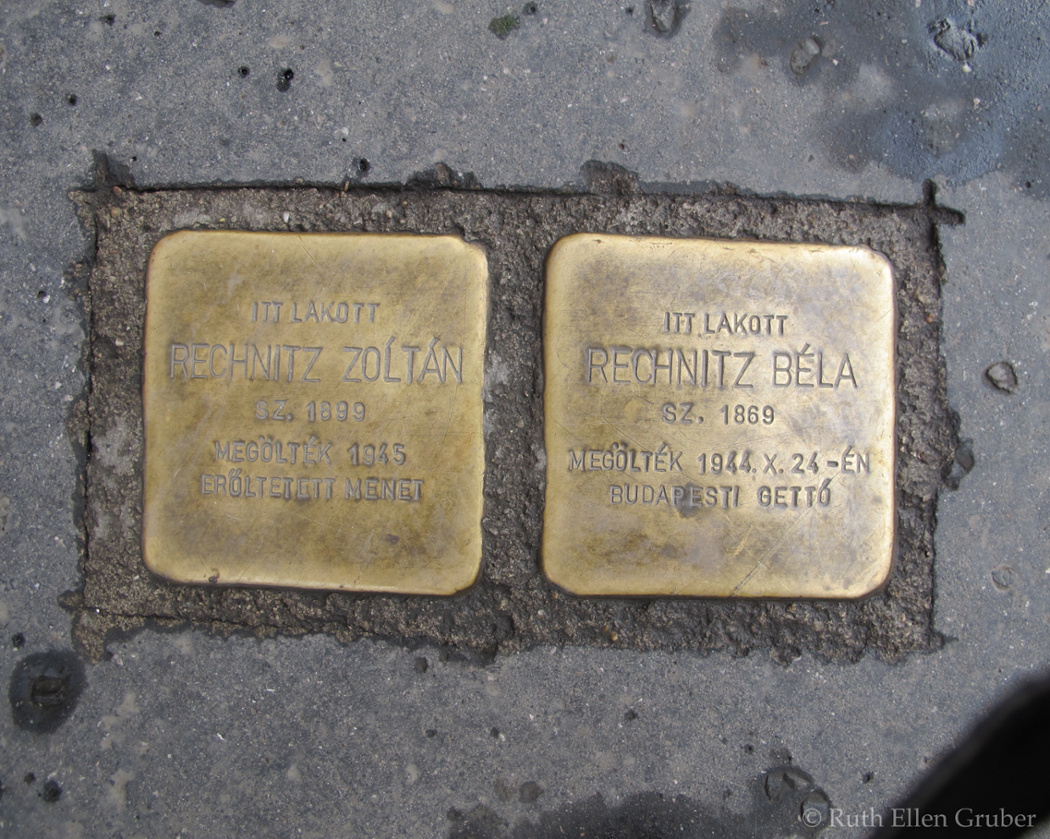 ITT LAKOTT
RECHNITZ ZOLTÁN
SZ. 1899
MEGÖLTÉK 1945
ERŐLTETETT MENET
ITT LAKOTT
RECHNITZ BÉLA
SZ. 1869
MEGÖLTÉK 1944. X. 24-ÉN
BUDAPESTI GETTÓ
© Ruth Ellen Gruber